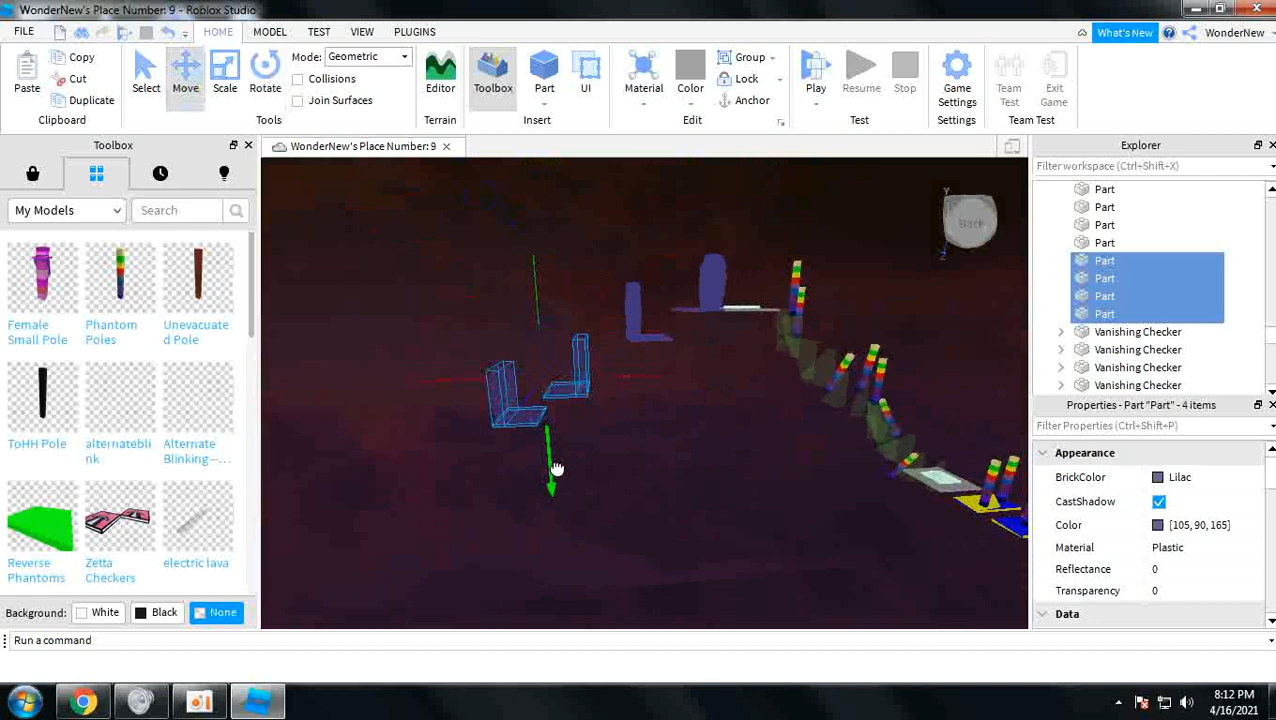 WonderNew's Place Number: 9 - Roblox Studio
FILE HOME MODEL TEST VIEW PLUGINS What's New WonderNew
Copy
Cut
Duplicate
Paste
Clipboard
Select Move Scale Rotate
Mode: Geometric
Collisions
Join Surfaces
Tools
Editor
Terrain
Toolbox Part UI
Insert
Material Color
Group
Lock
Anchor
Edit
Play Resume Stop
Test
Game Settings
Settings
Team Test
Exit Game
Team Test
Toolbox
WonderNew's Place Number: 9
Explorer
Filter workspace (Ctrl+Shift+X)
My Models
Search
Female Small Pole
Phantom Poles
Unevacuate d Pole
ToHH Pole
alternatebli nk
Alternate Blinking --...
Reverse Phantoms
Zetta Checkers
electric lava
Background: White Black None
Y
Back
Part
Part
Part
Part
Part
Part
Part
Part
Vanishing Checker
Vanishing Checker
Vanishing Checker
Vanishing Checker
Properties - Part "Part" - 4 items
Filter Properties (Ctrl+Shift+P)
Appearance
BrickColor Lilac
CastShadow
Color [105, 90, 165]
Material Plastic
Reflectance 0
Transparency 0
Data
Run a command
8:12 PM
4/16/2021